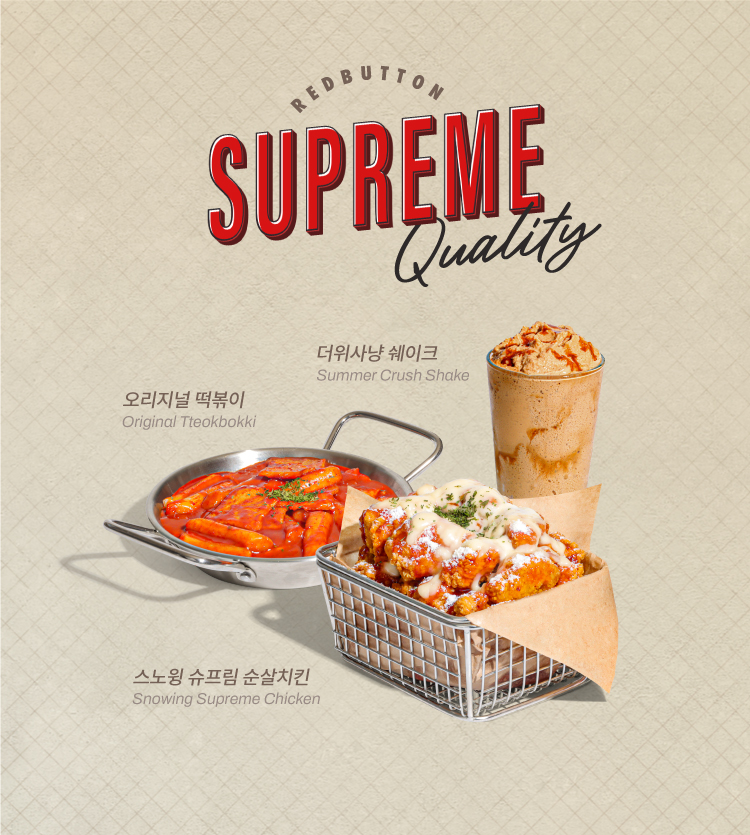 REDBUTTON
SUPREME
Quality
더위사냥 쉐이크
Summer Crush Shake
오리지널 떡볶이
Original Tteokbokki
스노윙 슈프림 순살치킨
Snowing Supreme Chicken